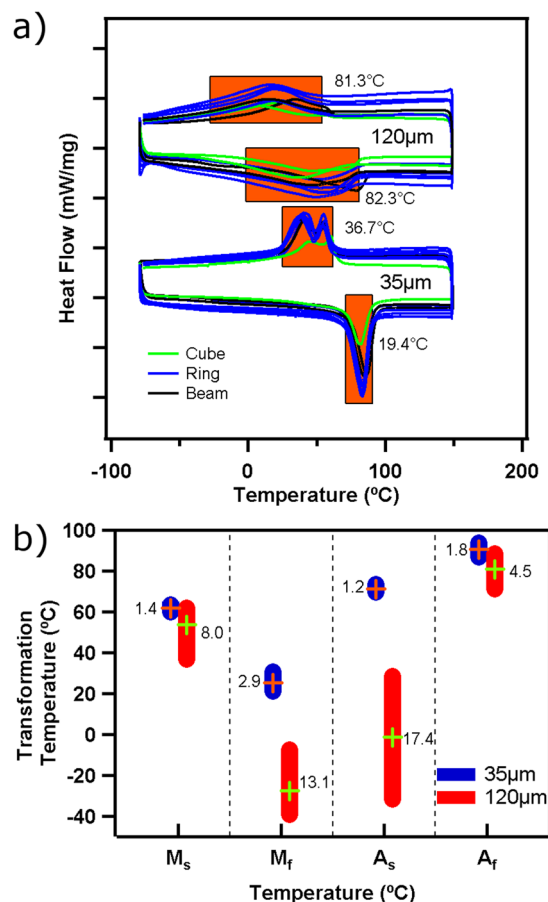 a)
Heat Flow (mW/mg)
81.3°C
120µm
82.3°C
36.7°C
35µm
19.4°C
Cube
Ring
Beam
-100
0
100
200
Temperature (ºC)
b)
Transformation
Temperature (ºC)
100
80
60
40
20
0
-20
-40
1.4
8.0
2.9
13.1
1.2
17.4
1.8
4.5
35µm
120µm
Ms
Mf
As
Af
Temperature (ºC)